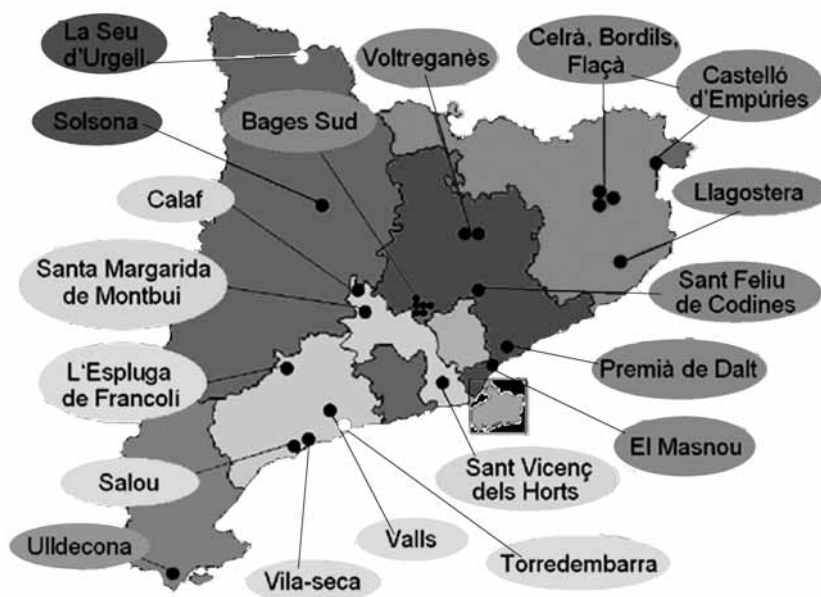 La Seu
d'Urgell
Voltreganès
Celrà, Bordils,
Flaçà
Castelló
d'Empúries
Solsona
Bages Sud
Calaf
Llagostera
Santa Margarida
de Montbui
Sant Feliu
de Codines
L'Espluga
de Francolí
Premià de Dalt
El Masnou
Salou
Sant Vicenç
dels Horts
Ulldecona
Valls
Vila-seca
Torredembarra